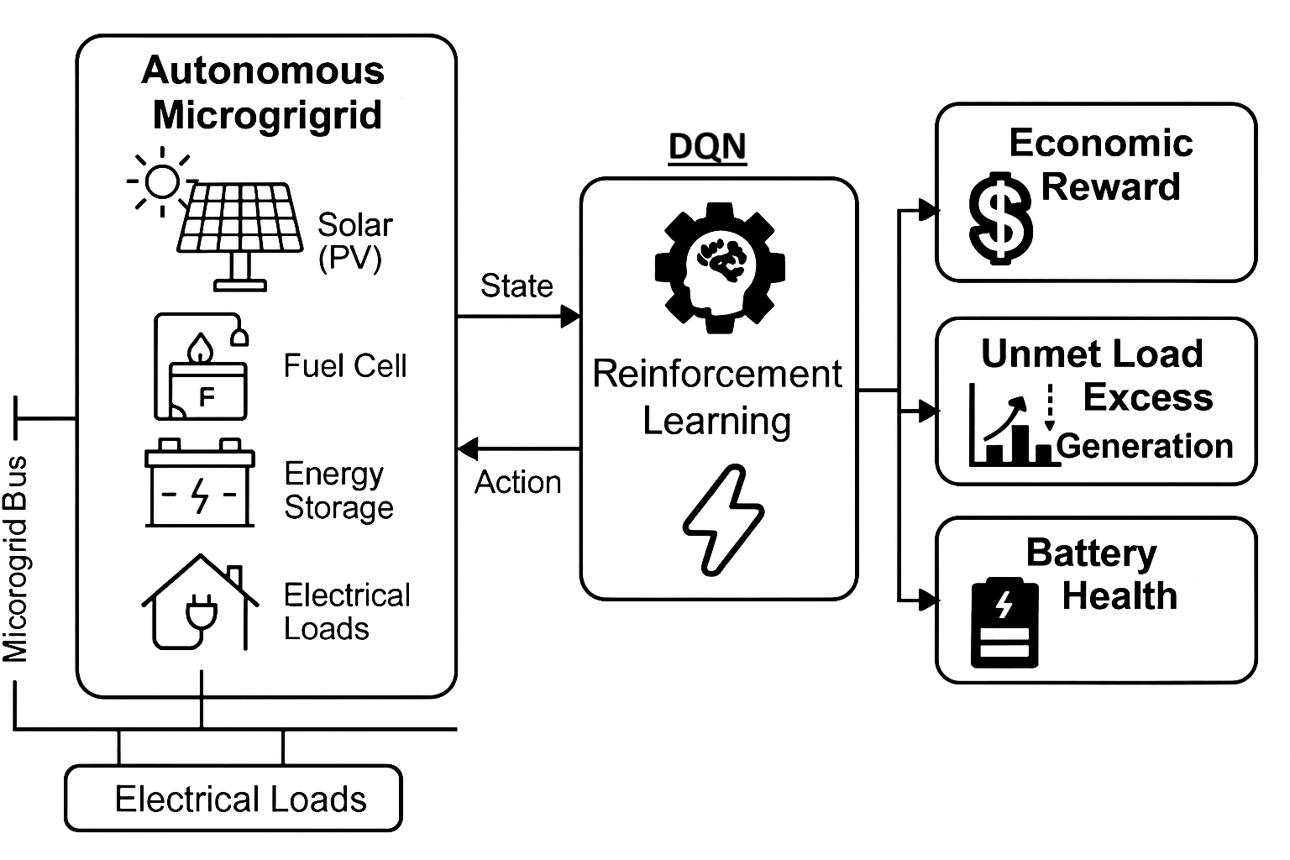 Autonomous
Microgrigrid
Solar
(PV)
Fuel Cell
F
Energy
Storage
Electrical
Loads
Micorogrid Bus
Electrical Loads
State
Action
DQN
Reinforcement
Learning
Economic
$ Reward
Unmet Load
Excess
Generation
Battery
Health